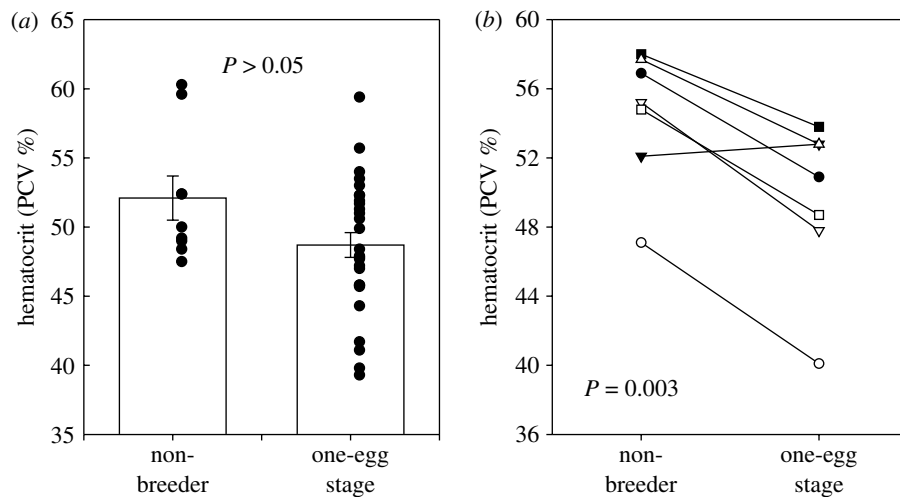 (a)
65
60
55
50
45
40
35
hematocrit (PCV %)
P > 0.05
non-
breeder
one-egg
stage
(b)
60
56
52
48
44
40
36
hematocrit (PCV %)
P = 0.003
non-
breeder
one-egg
stage